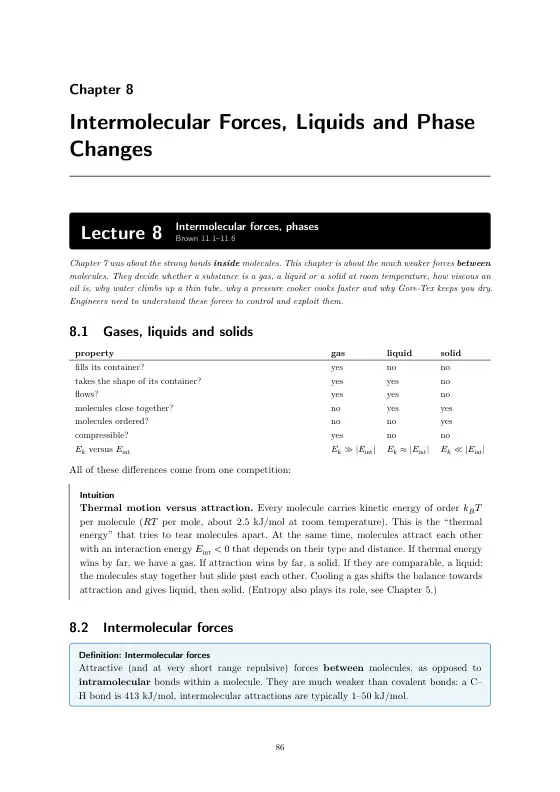 Chapter 8
Intermolecular Forces, Liquids and Phase
Changes
Lecture 8
Intermolecular forces, phases
Brown 11.1–11.6
Chapter 7 was about the strong bonds inside molecules. This chapter is about the much weaker forces between
molecules. They decide whether a substance is a gas, a liquid or a solid at room temperature, how viscous an
oil is, why water climbs up a thin tube, why a pressure cooker cooks faster and why Gore-Tex keeps you dry.
Engineers need to understand these forces to control and exploit them.
8.1 Gases, liquids and solids
property gas liquid solid
fills its container? yes no no
takes the shape of its container? yes yes no
flows? yes yes no
molecules close together? no yes yes
molecules ordered? no no yes
compressible? yes no no
E_k versus E_int E_k ≫ |E_int| E_k ≈ |E_int| E_k ≪ |E_int|
All of these differences come from one competition:
Intuition
Thermal motion versus attraction. Every molecule carries kinetic energy of order k_BT
per molecule (RT per mole, about 2.5 kJ/mol at room temperature). This is the “thermal
energy” that tries to tear molecules apart. At the same time, molecules attract each other
with an interaction energy E_int < 0 that depends on their type and distance. If thermal energy
wins by far, we have a gas. If attraction wins by far, a solid. If they are comparable, a liquid:
the molecules stay together but slide past each other. Cooling a gas shifts the balance towards
attraction and gives liquid, then solid. (Entropy also plays its role, see Chapter 5.)
8.2 Intermolecular forces
Definition: Intermolecular forces
Attractive (and at very short range repulsive) forces between molecules, as opposed to
intramolecular bonds within a molecule. They are much weaker than covalent bonds: a C–
H bond is 413 kJ/mol, intermolecular attractions are typically 1–50 kJ/mol.
86